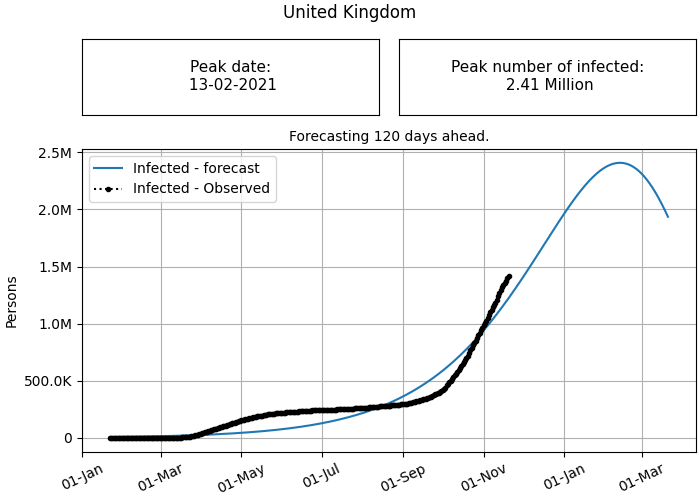 United Kingdom
Peak date:
13-02-2021
Peak number of infected:
2.41 Million
Forecasting 120 days ahead.
Infected - forecast
Infected - Observed
Persons
2.5M
2.0M
1.5M
1.0M
500.0K
0
01-Jan
01-Mar
01-May
01-Jul
01-Sep
01-Nov
01-Jan
01-Mar